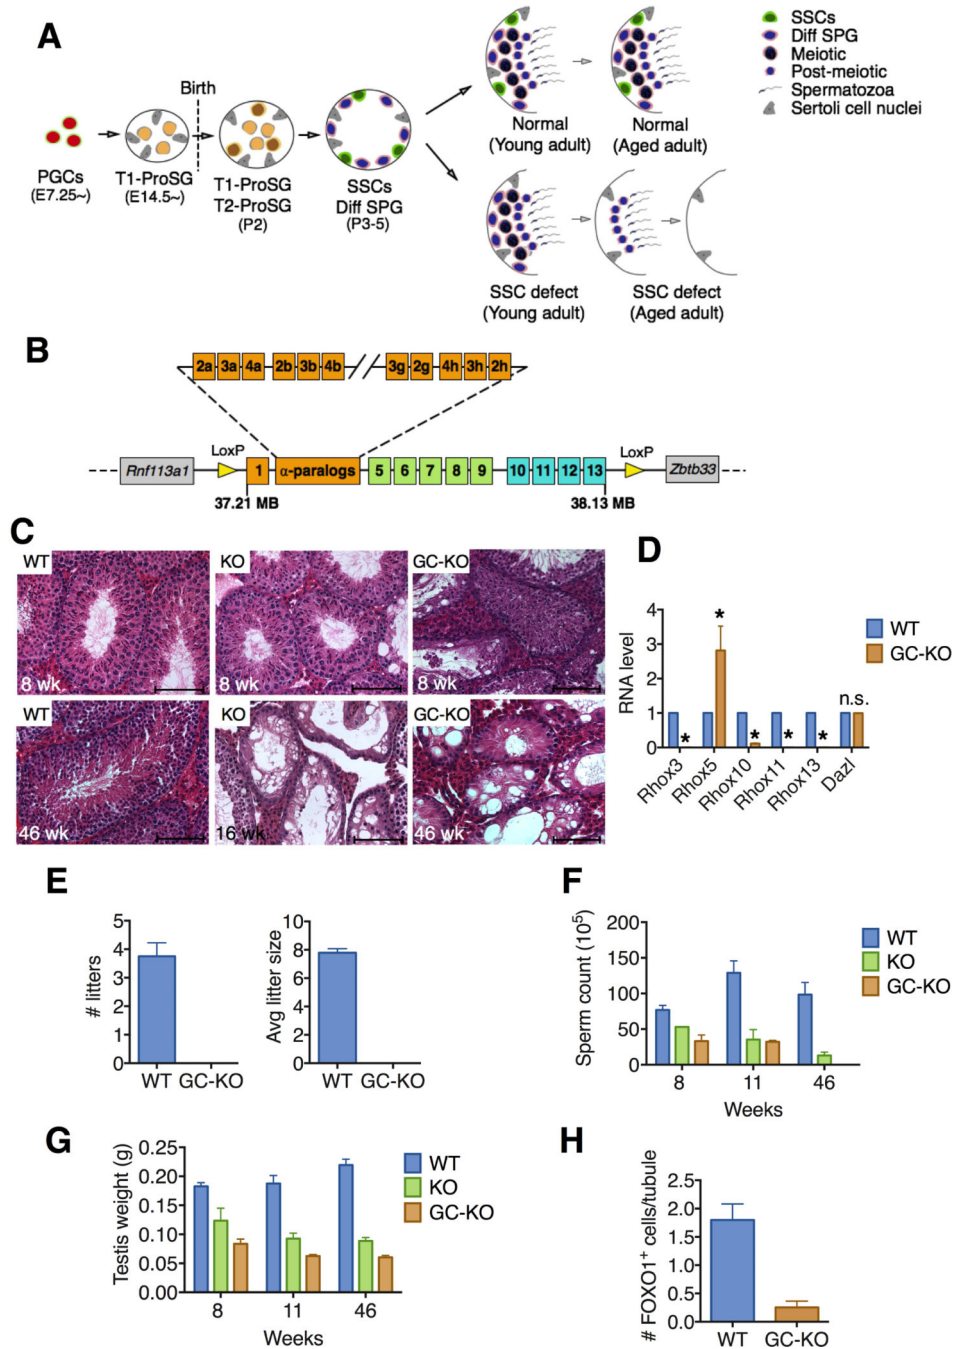 A
Birth
PGCs
(E7.25~)
T1-ProSG
(E14.5~)
T1-ProSG
T2-ProSG
(P2)
SSCs
Diff SPG
(P3-5)
Normal
(Young adult)
Normal
(Aged adult)
SSC defect
(Young adult)
SSC defect
(Aged adult)
SSCs
Diff SPG
Meiotic
Post-meiotic
Spermatozoa
Sertoli cell nuclei
B
2a 3a 4a 2b 3b 4b 3g 2g 4h 3h 2h
LoxP LoxP
Rnf113a1 1 α-paralogs 5 6 7 8 9 10 11 12 13 Zbtb33
37.21 MB 38.13 MB
C
WT
8 wk
KO
8 wk
GC-KO
8 wk
WT
46 wk
KO
16 wk
GC-KO
46 wk
D
RNA level
4
3
2
1
0
* * * * * n.s.
Rhox3 Rhox5 Rhox10 Rhox11 Rhox13 Dazl
WT
GC-KO
E
# litters
5
4
3
2
1
0
WT GC-KO
Avg litter size
10
8
6
4
2
0
WT GC-KO
F
Sperm count (10⁵)
200
150
100
50
0
8 11 46
Weeks
WT
KO
GC-KO
G
Testis weight (g)
0.25
0.20
0.15
0.10
0.05
0.00
8 11 46
Weeks
WT
KO
GC-KO
H
# FOXO1⁺ cells/tubule
2.5
2.0
1.5
1.0
0.5
0.0
WT GC-KO